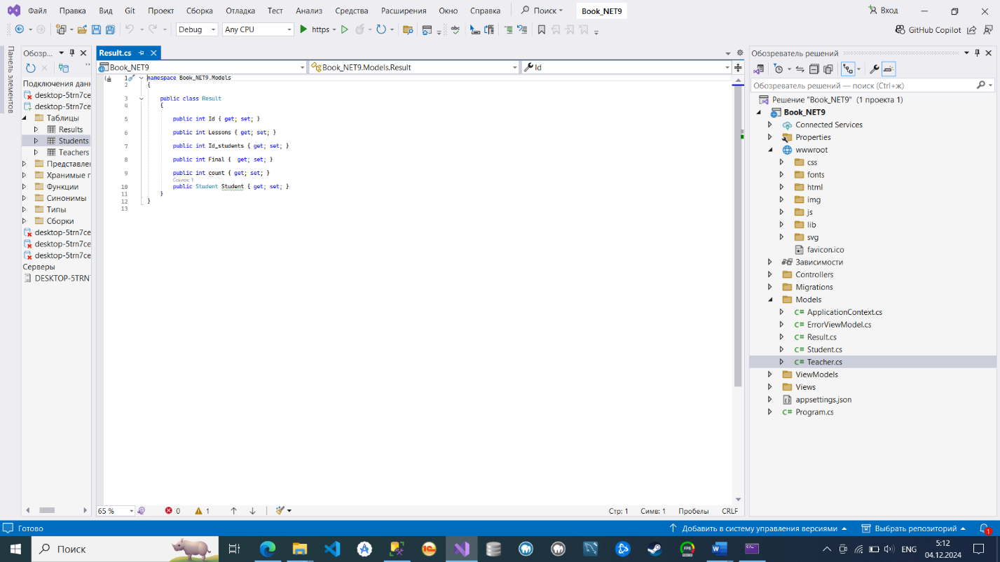 Файл Правка Вид Git Проект Сборка Отладка Тест Анализ Средства Расширения Окно Справка Поиск Book_NET9 Вход
Debug Any CPU https GitHub Copilot
Панель элементов
Обозр...
Подключения дан
desktop-5trn7ce
desktop-5trn7ce
Таблицы
Results
Students
Teachers
Представлен
Хранимые г
Функции
Синонимы
Типы
Сборки
desktop-5trn7ce
desktop-5trn7ce
desktop-5trn7ce
Серверы
DESKTOP-5TRN
Result.cs
Book_NET9 Book_NET9.Models.Result Id
1 namespace Book_NET9.Models
2 {
3 public class Result
4 {
5 public int Id { get; set; }
6 public int Lessons { get; set; }
7 public int Id_students { get; set; }
8 public int Final { get; set; }
9 public int count { get; set; }
Ссылок: 1
10 public Student Student { get; set; }
11 }
12 }
13
65 % 0 1 Стр: 1 Симв: 1 Пробелы CRLF
Обозреватель решений
Обозреватель решений — поиск (Ctrl+ж)
Решение "Book_NET9" (1 проекта 1)
Book_NET9
Connected Services
Properties
wwwroot
css
fonts
html
img
js
lib
svg
favicon.ico
Зависимости
Controllers
Migrations
Models
C# ApplicationContext.cs
C# ErrorViewModel.cs
C# Result.cs
C# Student.cs
C# Teacher.cs
ViewModels
Views
appsettings.json
C# Program.cs
Готово Добавить в систему управления версиями Выбрать репозиторий 1
Поиск ENG 5:12
04.12.2024